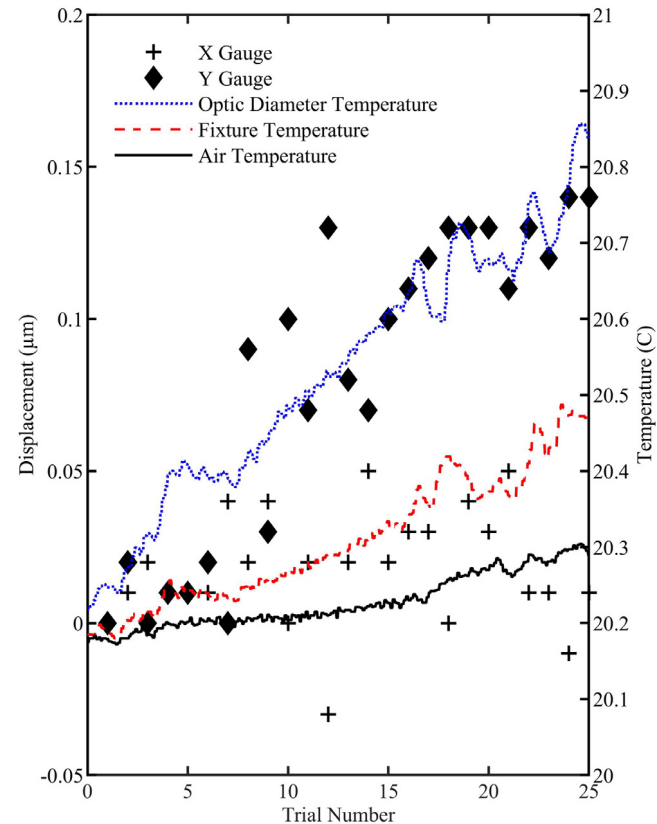 0.2
0.15
0.1
0.05
0
-0.05
Displacement (µm)
X Gauge
Y Gauge
Optic Diameter Temperature
Fixture Temperature
Air Temperature
21
20.9
20.8
20.7
20.6
20.5
20.4
20.3
20.2
20.1
20
Temperature (C)
0 5 10 15 20 25
Trial Number